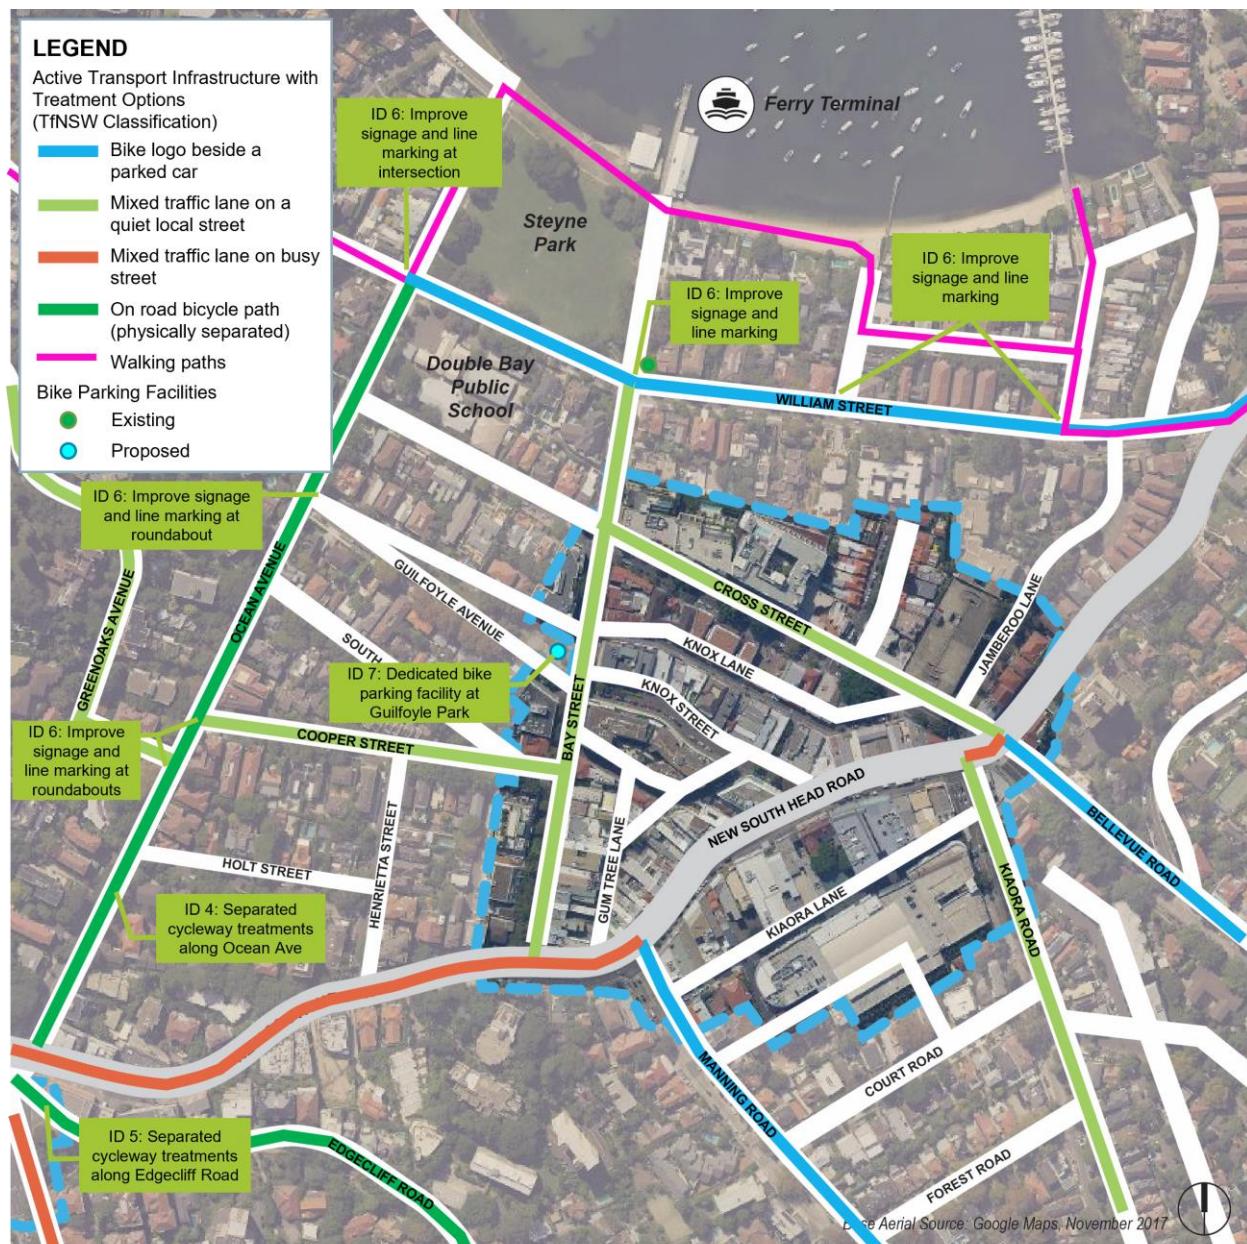 LEGEND
Active Transport Infrastructure with
Treatment Options
(TfNSW Classification)
Bike logo beside a
parked car
Mixed traffic lane on a
quiet local street
Mixed traffic lane on busy
street
On road bicycle path
(physically separated)
Walking paths
Bike Parking Facilities
Existing
Proposed
ID 6: Improve
signage and line
marking at
intersection
Ferry Terminal
Steyne
Park
ID 6: Improve
signage and line
marking
ID 6: Improve
signage and
line marking
Double Bay
Public
School
WILLIAM STREET
ID 6: Improve signage
and line marking at
roundabout
GREENOAKS AVENUE
OCEAN AVENUE
GUILFOYLE AVENUE
SOUTH
CROSS STREET
KNOX LANE
KNOX STREET
JAMBEROO LANE
ID 7: Dedicated bike
parking facility at
Guilfoyle Park
BAY STREET
ID 6: Improve
signage and
line marking at
roundabouts
COOPER STREET
NEW SOUTH HEAD ROAD
HOLT STREET
HENRIETTA STREET
GUM TREE LANE
KIAORA LANE
KIAORA ROAD
BELLEVUE ROAD
ID 4: Separated
cycleway treatments
along Ocean Ave
MANNING ROAD
COURT ROAD
FOREST ROAD
ID 5: Separated
cycleway treatments
along Edgecliff Road
EDGECLIFF ROAD
Aerial Source: Google Maps, November 2017